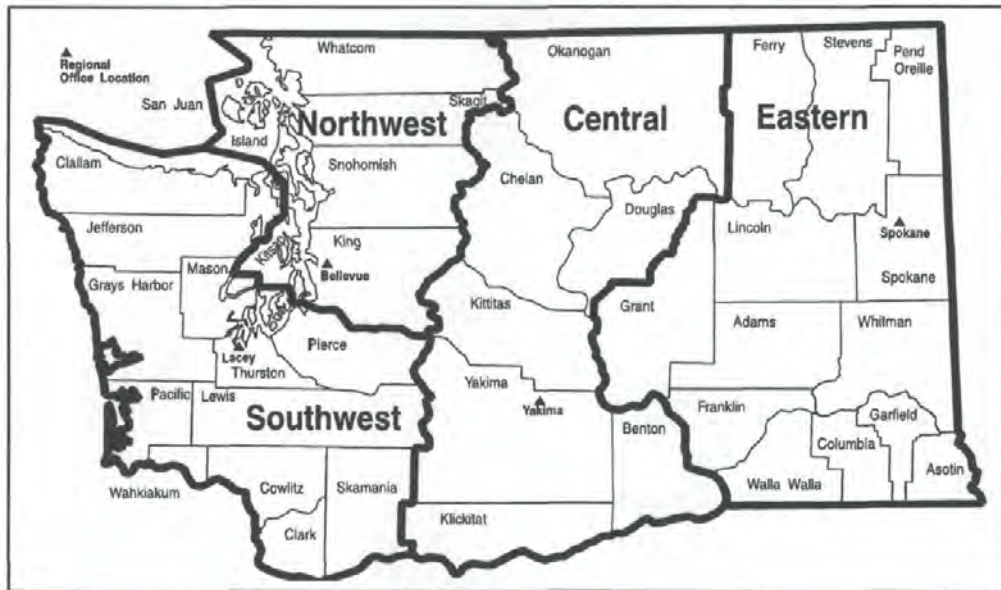 Regional
Office Location
Whatcom
Okanogan
Ferry
Stevens
Pend
Oreille
San Juan
Skagit
Island
Northwest
Central
Eastern
Clallam
Snohomish
Chelan
Douglas
Jefferson
King
Lincoln
Spokane
Kitsap
Bellevue
Mason
Grays Harbor
Spokane
Kittitas
Grant
Adams
Whitman
Lacey
Thurston
Pierce
Yakima
Yakima
Pacific
Lewis
Southwest
Franklin
Garfield
Benton
Columbia
Asotin
Wahkiakum
Cowlitz
Skamania
Walla Walla
Klickitat
Clark